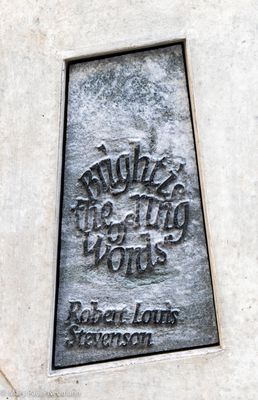 Bright is
the ring
of
words
Robert Louis
Stevenson